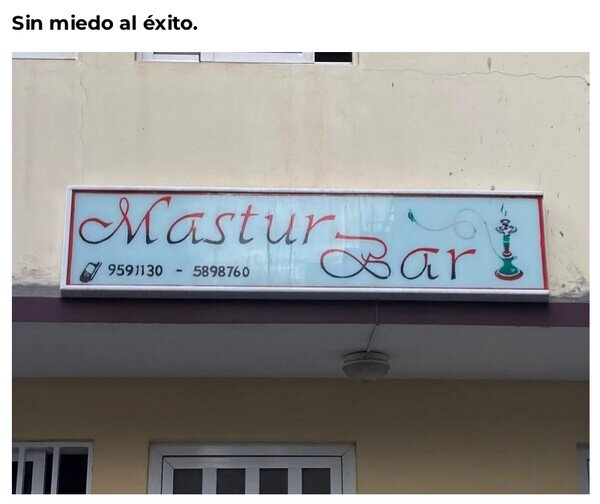 Sin miedo al éxito.
Mastur
Bar
9591130 - 5898760